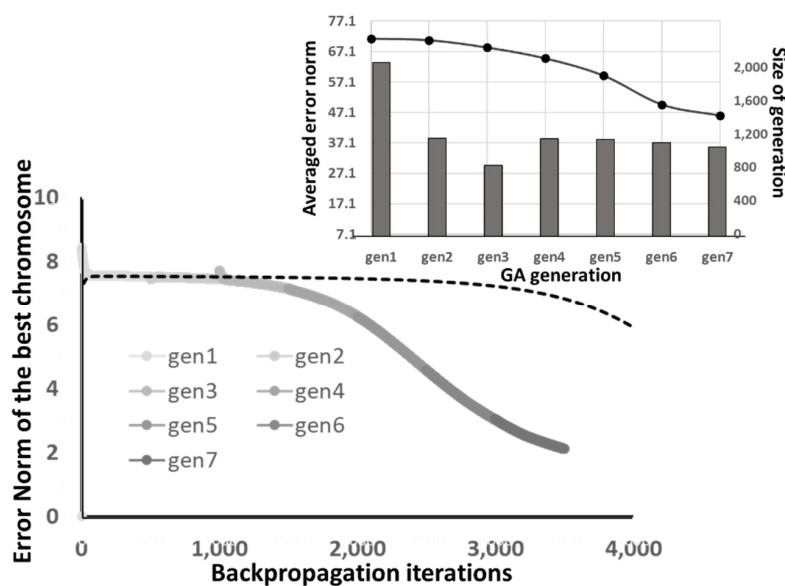 77.1
67.1
57.1
47.1
37.1
27.1
17.1
7.1
Averaged error norm
2,000
1,600
1,200
800
400
0
Size of generation
gen1 gen2 gen3 gen4 gen5 gen6 gen7
GA generation
10
8
6
4
2
0
Error Norm of the best chromosome
gen1 gen2
gen3 gen4
gen5 gen6
gen7
0 1,000 2,000 3,000 4,000
Backpropagation iterations